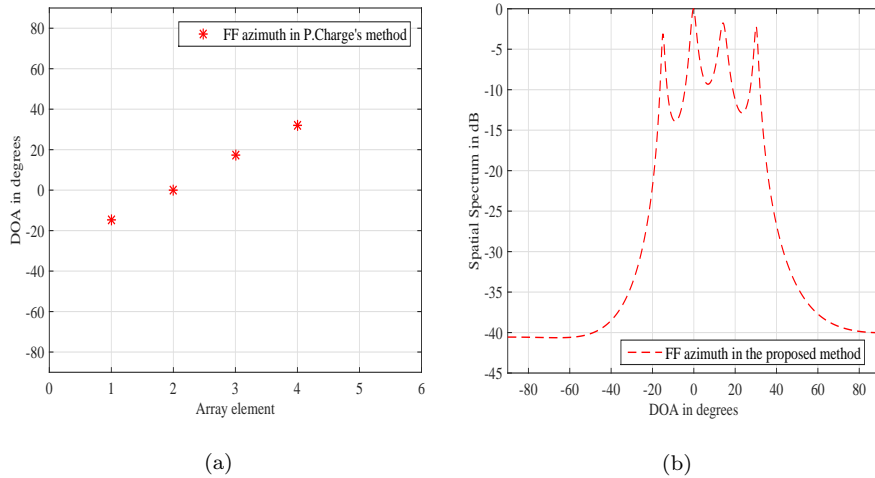 FF azimuth in P.Charge's method
80
60
40
20
0
-20
-40
-60
-80
DOA in degrees
0 1 2 3 4 5 6
Array element
(a)
0
-5
-10
-15
-20
-25
-30
-35
-40
-45
Spatial Spectrum in dB
FF azimuth in the proposed method
-80 -60 -40 -20 0 20 40 60 80
DOA in degrees
(b)